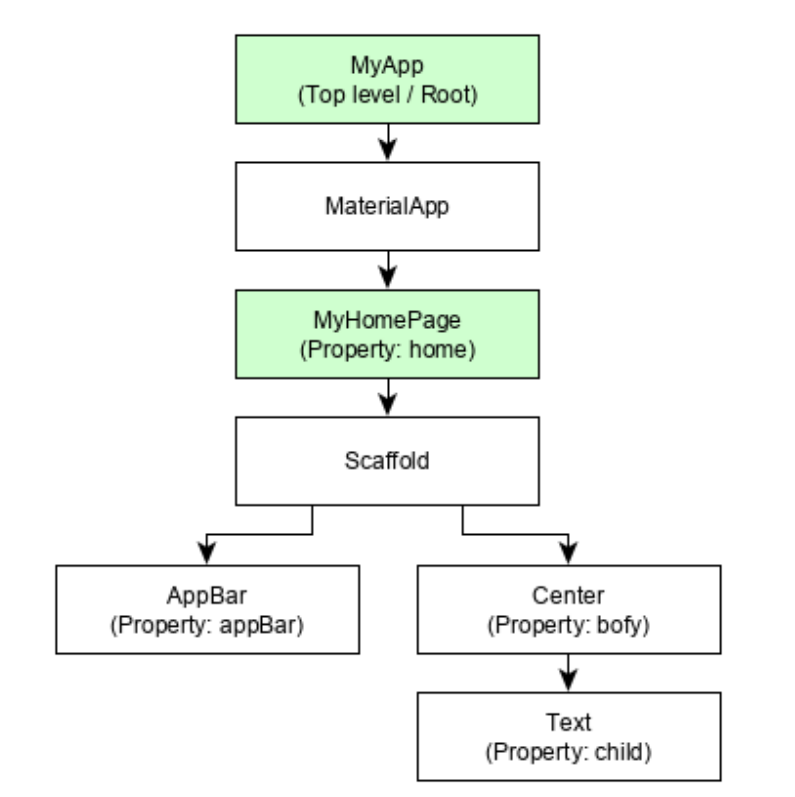 MyApp
(Top level / Root)
MaterialApp
MyHomePage
(Property: home)
Scaffold
AppBar
(Property: appBar)
Center
(Property: bofy)
Text
(Property: child)